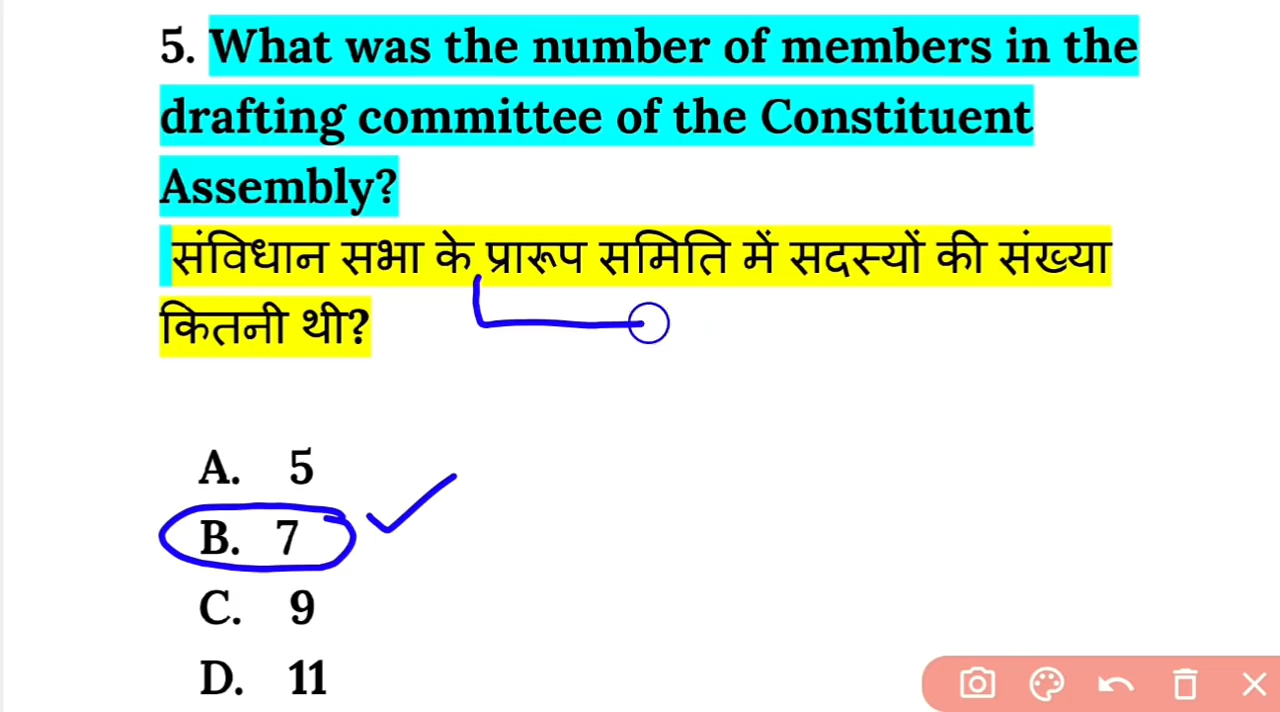 5. What was the number of members in the
drafting committee of the Constituent
Assembly?
संविधान सभा के प्रारूप समिति में सदस्यों की संख्या
कितनी थी?
A. 5
B. 7
C. 9
D. 11